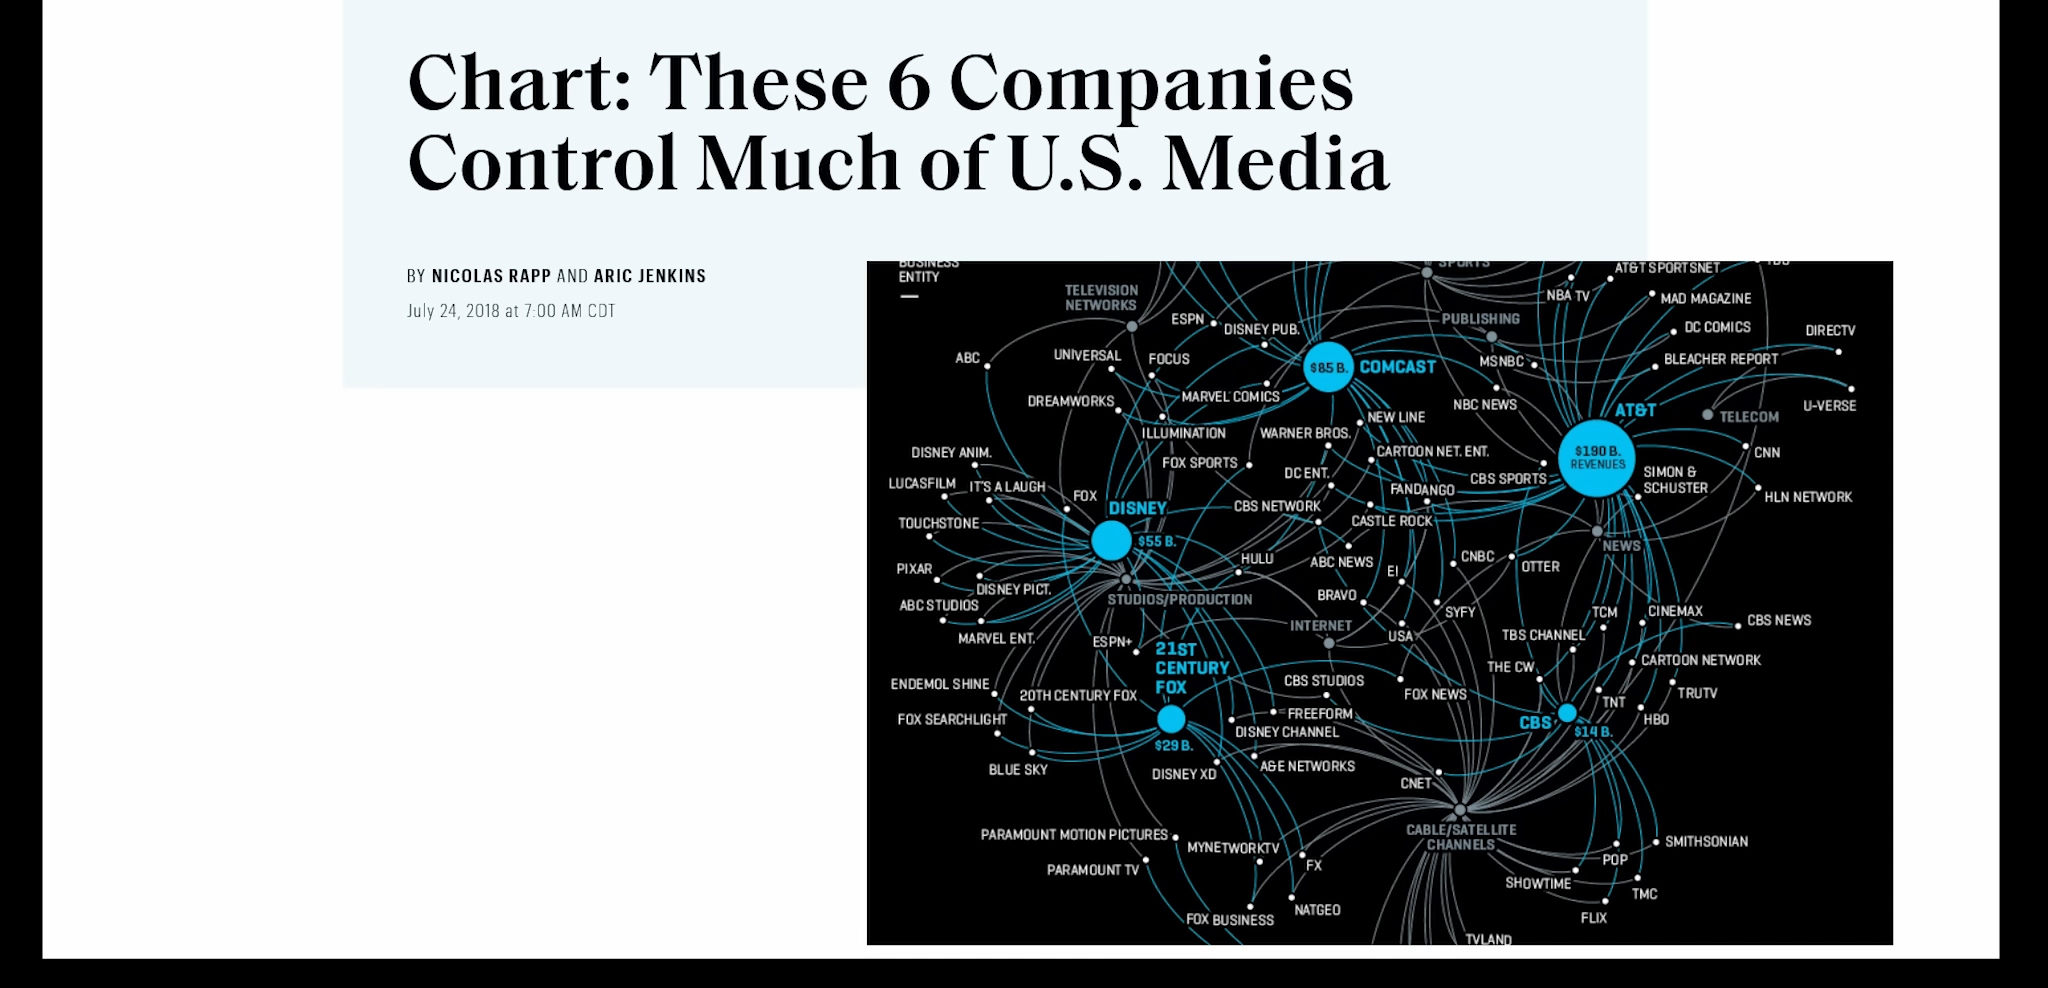 Chart: These 6 Companies
Control Much of U.S. Media
BY NICOLAS RAPP AND ARIC JENKINS
July 24, 2018 at 7:00 AM CDT
BUSINESS
ENTITY
SPORTS
AT&T SPORTSNET
TELEVISION
NETWORKS
NBA TV
MAD MAGAZINE
ESPN
DISNEY PUB.
PUBLISHING
DC COMICS
DIRECTV
ABC
UNIVERSAL
FOCUS
$85 B.
COMCAST
MSNBC
BLEACHER REPORT
DREAMWORKS
MARVEL COMICS
NBC NEWS
U-VERSE
AT&T
TELECOM
NEW LINE
ILLUMINATION
WARNER BROS.
DISNEY ANIM.
FOX SPORTS
CARTOON NET. ENT.
$190 B.
REVENUES
CNN
DC ENT.
CBS SPORTS
SIMON &
SCHUSTER
LUCASFILM
IT'S A LAUGH
FOX
FANDANGO
HLN NETWORK
DISNEY
CBS NETWORK
CASTLE ROCK
TOUCHSTONE
$55 B.
NEWS
HULU
ABC NEWS
CNBC
OTTER
PIXAR
E!
DISNEY PICT.
STUDIOS/PRODUCTION
BRAVO
SYFY
ABC STUDIOS
TCM
CINEMAX
CBS NEWS
INTERNET
MARVEL ENT.
ESPN+
USA
TBS CHANNEL
21ST
CENTURY
FOX
THE CW
CARTOON NETWORK
ENDEMOL SHINE
20TH CENTURY FOX
CBS STUDIOS
FOX NEWS
TRUTV
TNT
FOX SEARCHLIGHT
FREEFORM
CBS
HBO
DISNEY CHANNEL
$14 B.
$29 B.
BLUE SKY
DISNEY XD
A&E NETWORKS
CNET
PARAMOUNT MOTION PICTURES
CABLE/SATELLITE
CHANNELS
MYNETWORKTV
SMITHSONIAN
PARAMOUNT TV
FX
POP
SHOWTIME
TMC
FOX BUSINESS
NATGEO
FLIX
TVLAND